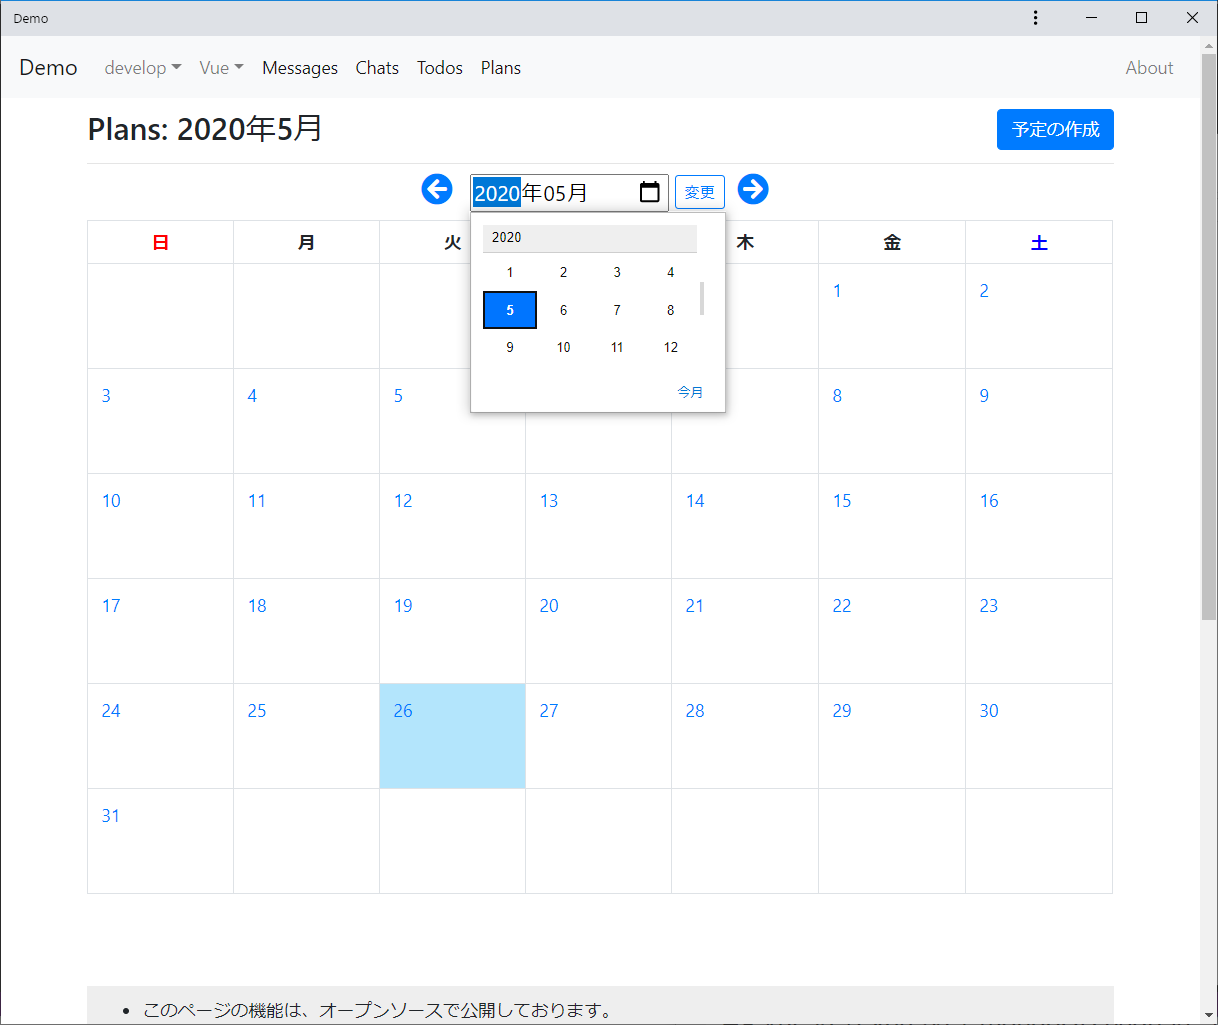 Demo
Demo develop Vue Messages Chats Todos Plans About
Plans: 2020年5月 予定の作成
2020年05月 変更
日 月 火 木 金 土
2020
1 2 3 4
5 6 7 8
9 10 11 12
今月
1 2
3 4 5 8 9
10 11 12 13 14 15 16
17 18 19 20 21 22 23
24 25 26 27 28 29 30
31
このページの機能は、オープンソースで公開しております。